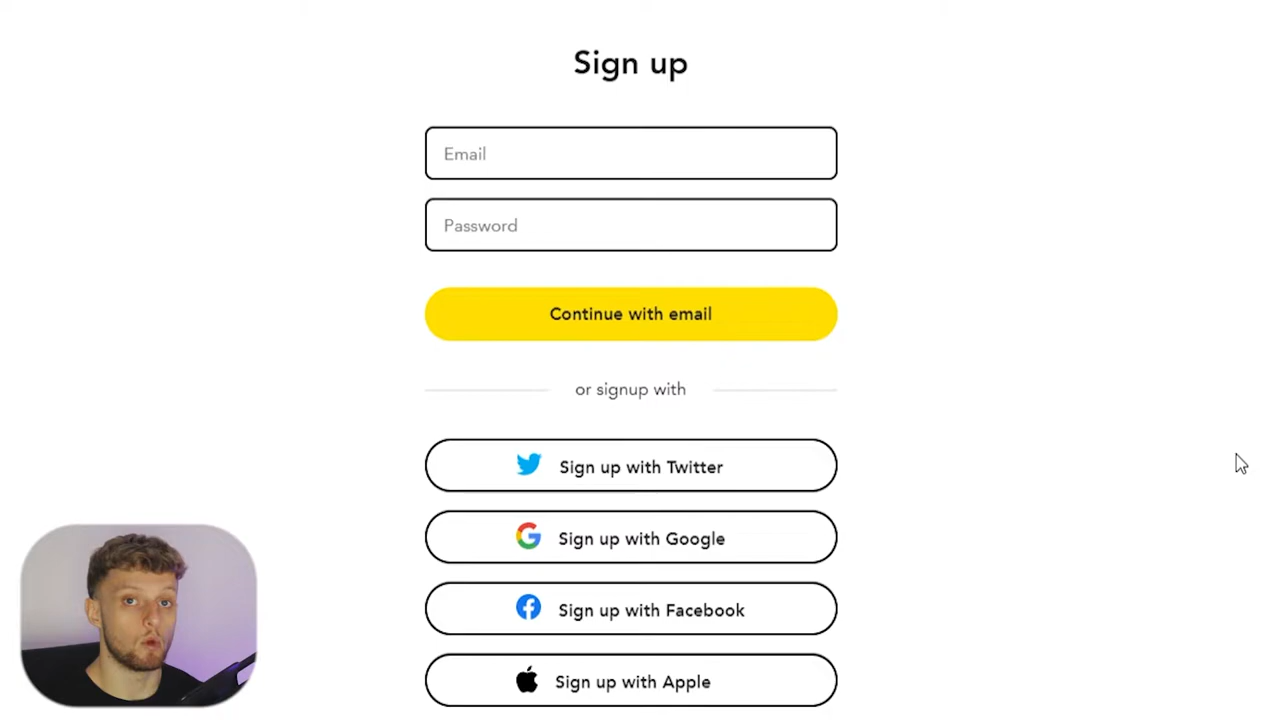 Sign up
Email
Password
Continue with email
or signup with
Sign up with Twitter
Sign up with Google
Sign up with Facebook
Sign up with Apple